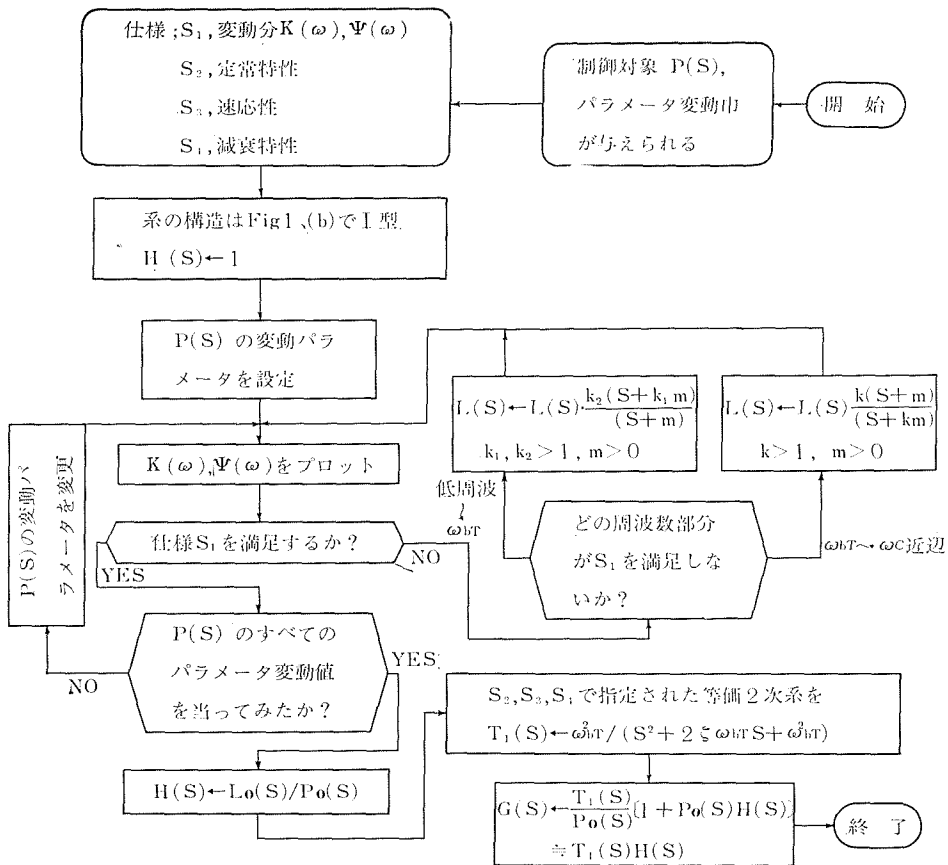 開 始
制御対象 P(S),
パラメータ変動巾
が与えられる
仕様 ; S₁, 変動分K(ω), Ψ(ω)
S₂, 定常特性
S₃, 速応性
S₁, 減衰特性
系の構造はFig1、(b)でⅠ型
H (S)←1
P(S) の変動パラ
メータを設定
K(ω), Ψ(ω)をプロット
仕様S₁を満足するか?
YES
NO
どの周波数部分
がS₁を満足しな
いか?
低周波
~
ωbT
ωbT~ωC近辺
L(S)←L(S)·k₂(S+k₁m)/(S+m)
k₁, k₂>1 , m>0
L(S)←L(S) k(S+m)/(S+km)
k>1, m>0
P(S)のすべての
パラメータ変動値
を当ってみたか?
NO
YES
P(S)の変動パ
ラメータを変更
H(S)←L₀(S)/P₀(S)
S₂,S₃,S₁で指定された等価2次系を
T₁(S)←ω²bT/(S²+2ζωbTS+ω²bT)
G(S)←T₁(S)/P₀(S)[1+P₀(S)H(S)]
≒T₁(S)H(S)
終 了